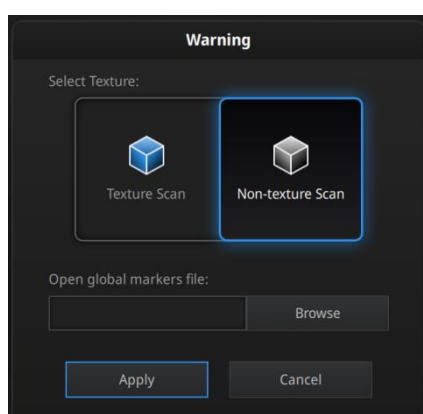 Warning
Select Texture:
Texture Scan
Non-texture Scan
Open global markers file:
Browse
Apply
Cancel